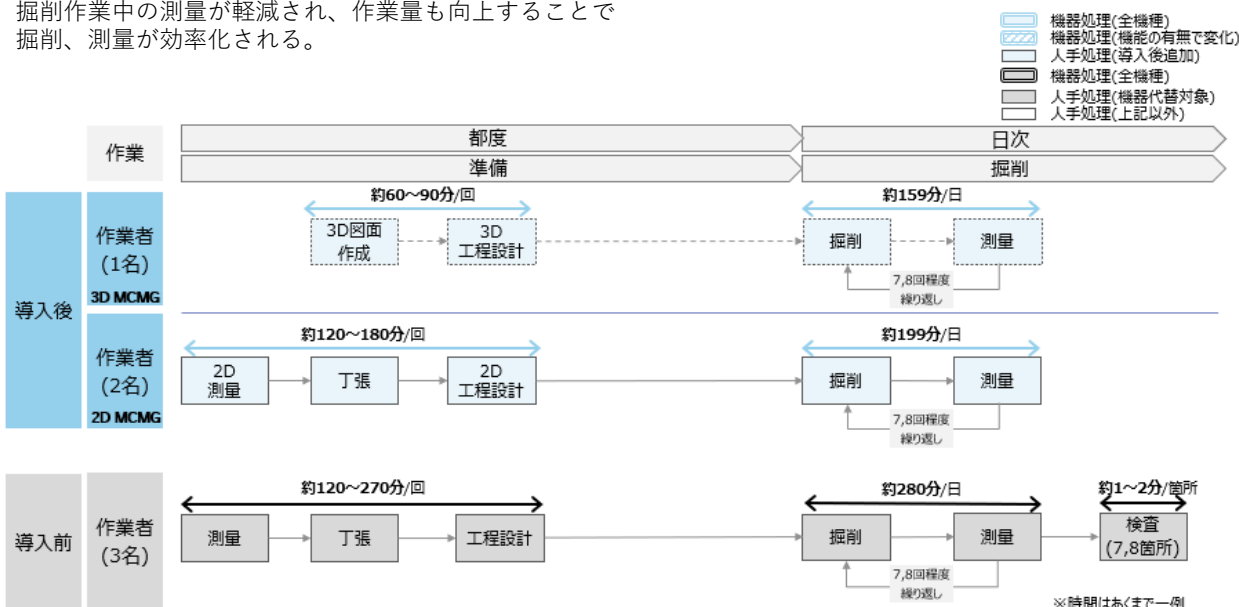 掘削作業中の測量が軽減され、作業量も向上することで
掘削、測量が効率化される。
機器処理(全機種)
機器処理(機能の有無で変化)
人手処理(導入後追加)
機器処理(全機種)
人手処理(機器代替対象)
人手処理(上記以外)
作業
都度
日次
準備
掘削
導入後
作業者
(1名)
3D MCMG
約60～90分/回
3D図面
作成
3D
工程設計
約159分/日
掘削
測量
7,8回程度
繰り返し
作業者
(2名)
2D MCMG
約120～180分/回
2D
測量
丁張
2D
工程設計
約199分/日
掘削
測量
7,8回程度
繰り返し
導入前
作業者
(3名)
約120～270分/回
測量
丁張
工程設計
約280分/日
掘削
測量
7,8回程度
繰り返し
約1～2分/箇所
検査
(7,8箇所)
※時間はあくまで一例